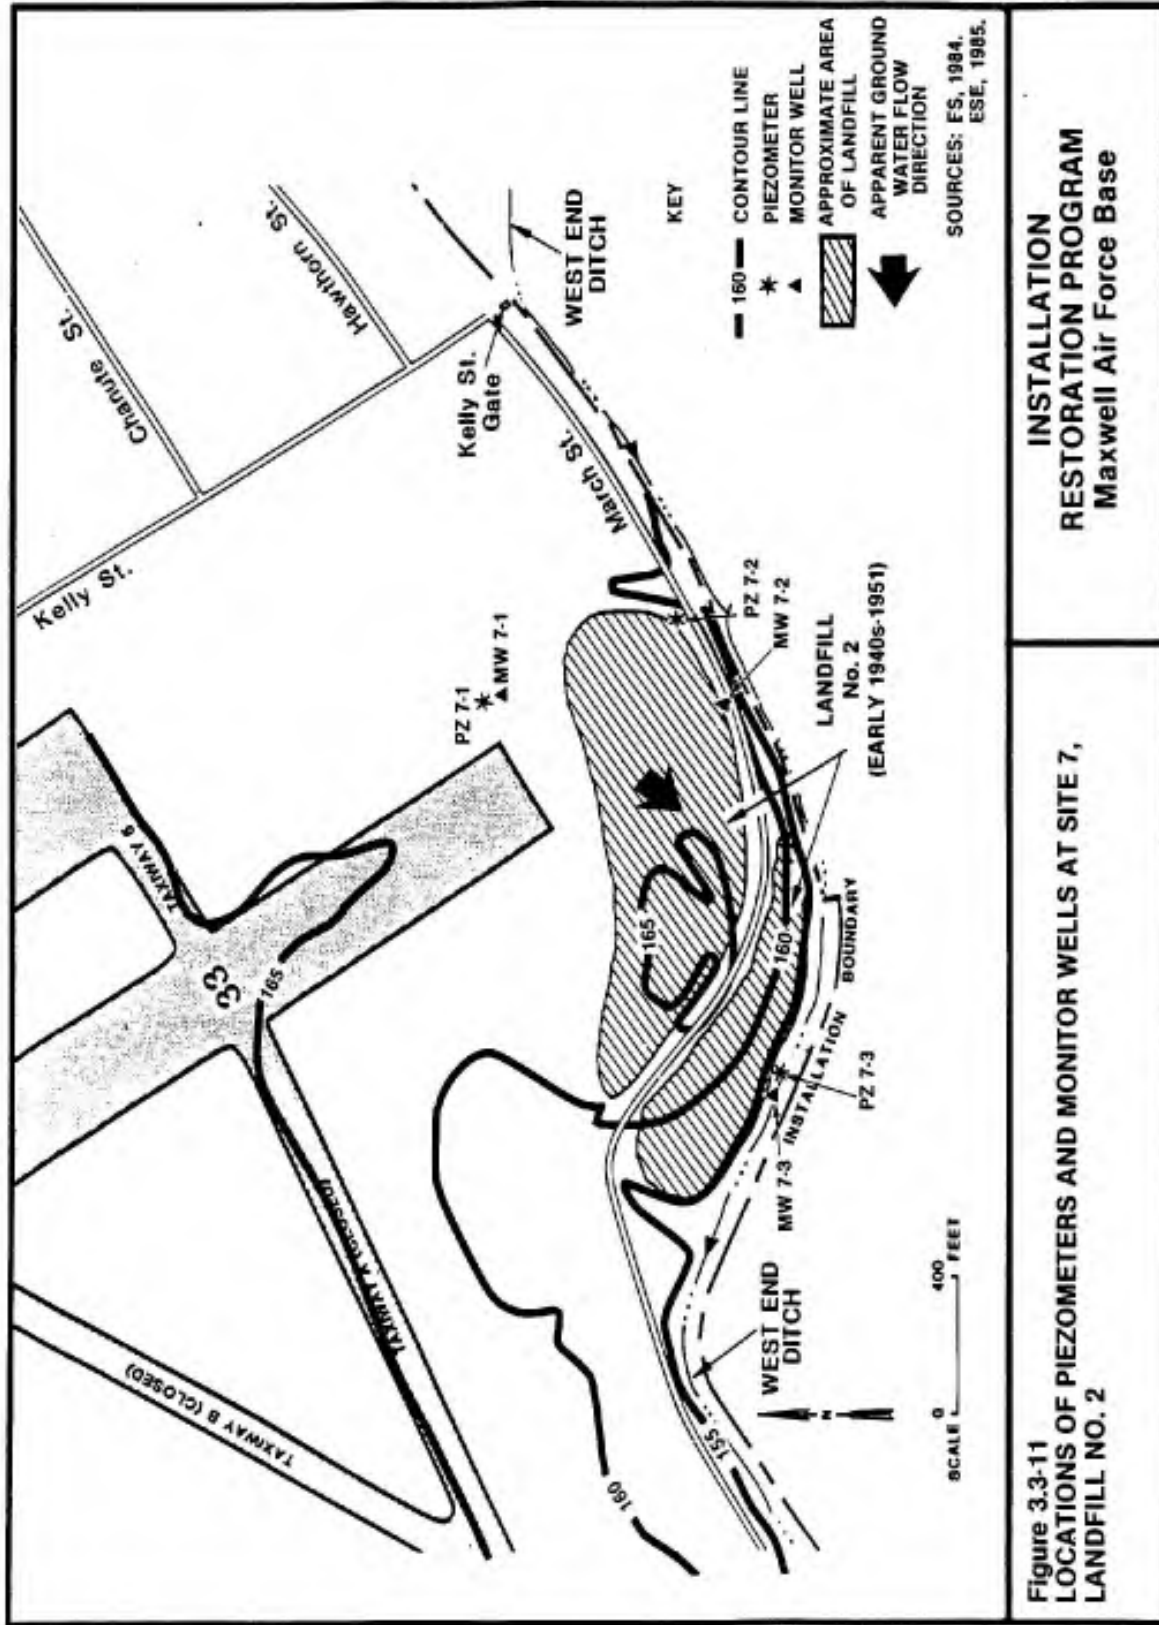 Chanute St.
Hawthorn St.
Kelly St.
Kelly St.
Gate
March St.
WEST END
DITCH
TAXIWAY 6
33
165
PZ 7-1
MW 7-1
TAXIWAY A (CLOSED)
TAXIWAY B (CLOSED)
165
160
PZ 7-2
MW 7-2
LANDFILL
No. 2
(EARLY 1940s-1951)
INSTALLATION BOUNDARY
PZ 7-3
MW 7-3
WEST END
DITCH
160
155
N
SCALE 0 400 FEET
KEY
160 CONTOUR LINE
PIEZOMETER
MONITOR WELL
APPROXIMATE AREA
OF LANDFILL
APPARENT GROUND
WATER FLOW
DIRECTION
SOURCES: ES, 1984.
ESE, 1985.
Figure 3.3-11
LOCATIONS OF PIEZOMETERS AND MONITOR WELLS AT SITE 7,
LANDFILL NO. 2
INSTALLATION
RESTORATION PROGRAM
Maxwell Air Force Base